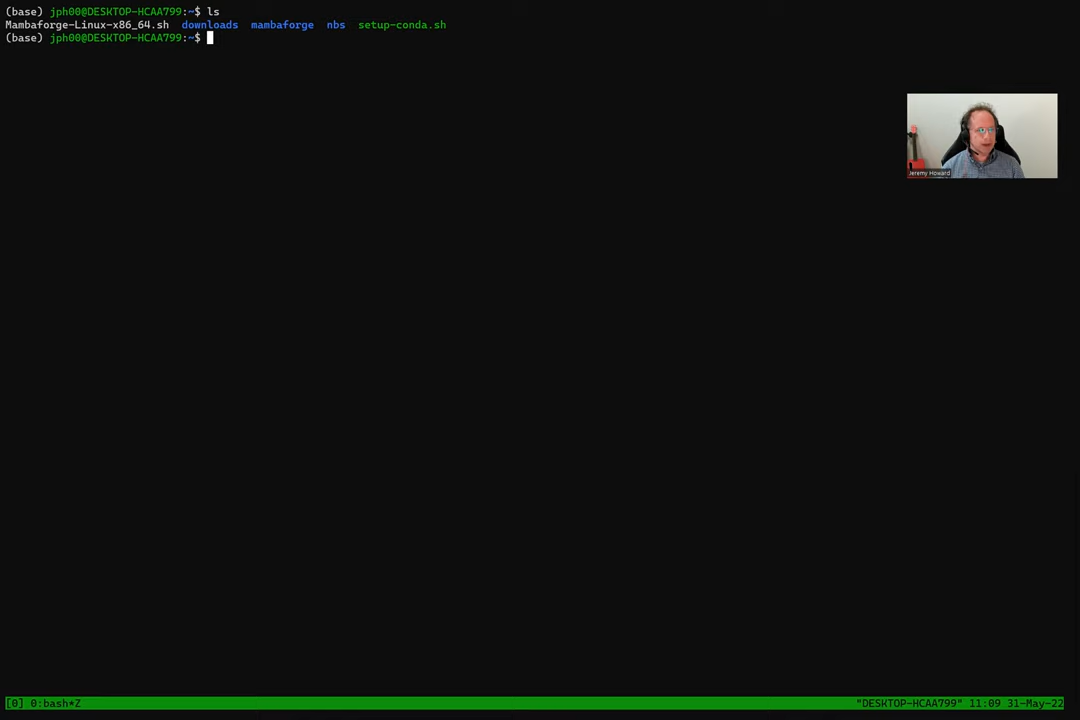 (base) jph00@DESKTOP-HCAA799:~$ ls
Mambaforge-Linux-x86_64.sh  downloads  mambaforge  nbs  setup-conda.sh
(base) jph00@DESKTOP-HCAA799:~$
Jeremy Howard
[0] 0:bash*Z "DESKTOP-HCAA799" 11:09 31-May-22